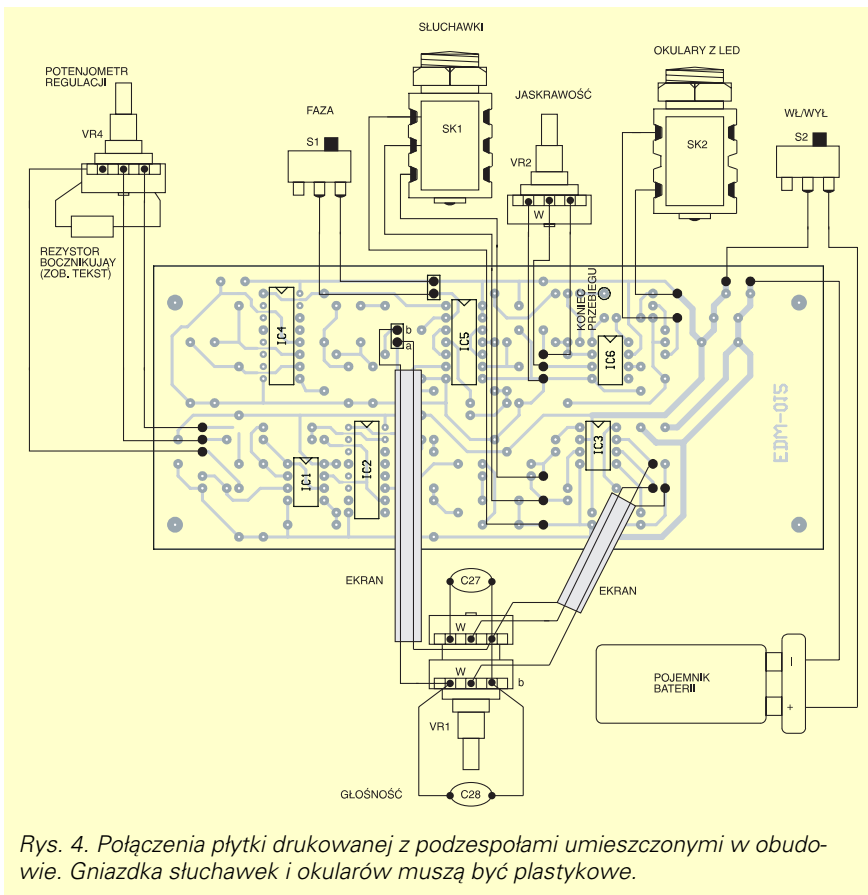 SŁUCHAWKI
OKULARY Z LED
POTENJOMETR
REGULACJI
JASKRAWOŚĆ
FAZA
WŁ/WYŁ
VR4
S1
SK1
VR2
SK2
S2
W
REZYSTOR
BOCZNIKUJĄY
(ZOB. TEKST)
KONIEC
PRZEBIEGU
IC4
b
a
IC5
IC6
EDM-015
IC1
IC2
IC3
EKRAN
C27
EKRAN
W
W
b
POJEMNIK
BATERII
I
+
VR1
GŁOŚNOŚĆ
C28
Rys. 4. Połączenia płytki drukowanej z podzespołami umieszczonymi w obudo-
wie. Gniazdka słuchawek i okularów muszą być plastykowe.